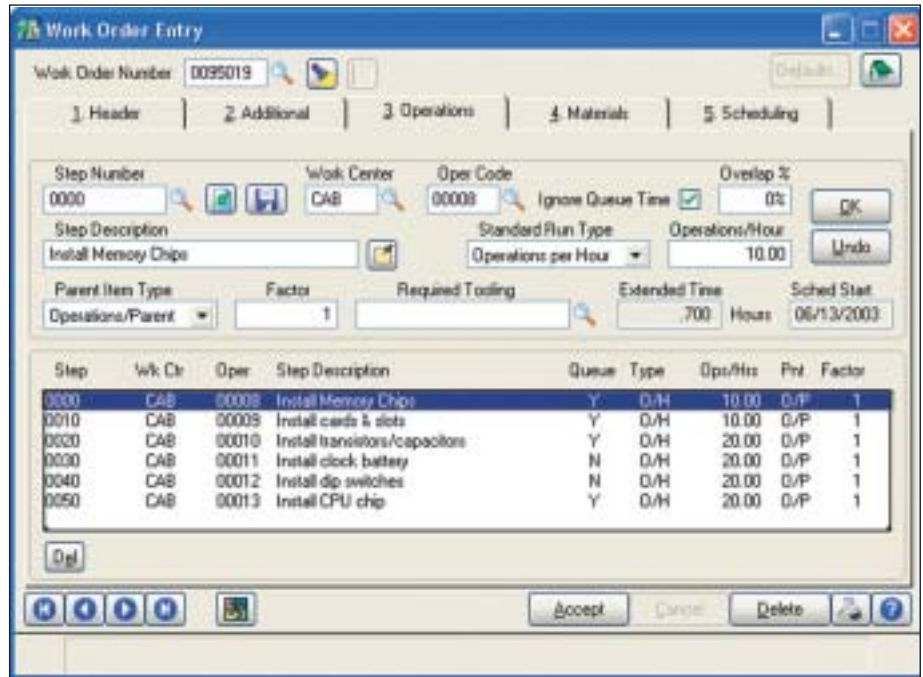 Work Order Entry
Work Order Number 0095019 Defaults...
1. Header 2. Additional 3. Operations 4. Materials 5. Scheduling
Step Number Work Center Oper Code Overlap %
0000 CAB 00008 Ignore Queue Time 0% OK
Step Description Standard Run Type Operations/Hour
Install Memory Chips Operations per Hour 10.00 Undo
Parent Item Type Factor Required Tooling Extended Time Sched Start
Operations/Parent 1 .700 Hours 06/13/2003
Step Wk Ctr Oper Step Description Queue Type Ops/Hrs Pnt Factor
0000 CAB 00008 Install Memory Chips Y O/H 10.00 O/P 1
0010 CAB 00009 Install cards & slots Y O/H 10.00 O/P 1
0020 CAB 00010 Install transistors/capacitors Y O/H 20.00 O/P 1
0030 CAB 00011 Install clock battery N O/H 20.00 O/P 1
0040 CAB 00012 Install dip switches N O/H 20.00 O/P 1
0050 CAB 00013 Install CPU chip Y O/H 20.00 O/P 1
Del
Accept Cancel Delete